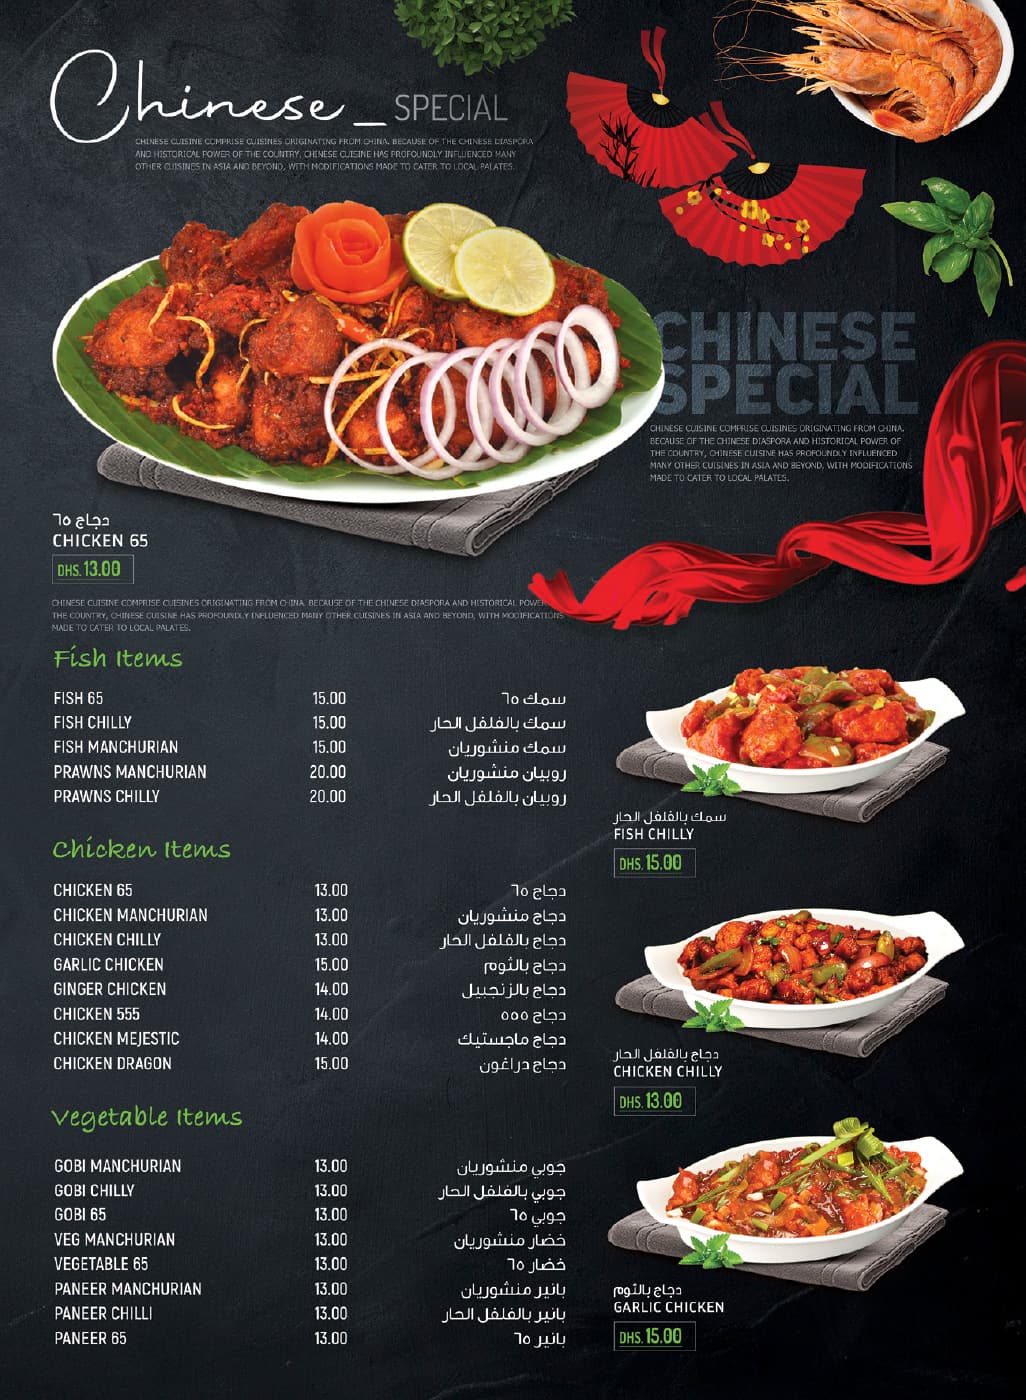 Chinese_ SPECIAL
CHINESE CUISINE COMPRISE CUISINES ORIGINATING FROM CHINA. BECAUSE OF THE CHINESE DIASPORA
AND HISTORICAL POWER OF THE COUNTRY, CHINESE CUISINE HAS PROFOUNDLY INFLUENCED MANY
OTHER CUISINES IN ASIA AND BEYOND, WITH MODIFICATIONS MADE TO CATER TO LOCAL PALATES.
CHINESE
SPECIAL
CHINESE CUISINE COMPRISE CUISINES ORIGINATING FROM CHINA.
BECAUSE OF THE CHINESE DIASPORA AND HISTORICAL POWER OF
THE COUNTRY, CHINESE CUISINE HAS PROFOUNDLY INFLUENCED
MANY OTHER CUISINES IN ASIA AND BEYOND, WITH MODIFICATIONS
MADE TO CATER TO LOCAL PALATES.
دجاج ٦٥
CHICKEN 65
DHS. 13.00
CHINESE CUISINE COMPRISE CUISINES ORIGINATING FROM CHINA. BECAUSE OF THE CHINESE DIASPORA AND HISTORICAL POWE
THE COUNTRY, CHINESE CUISINE HAS PROFOUNDLY INFLUENCED MANY OTHER CUISINES IN ASIA AND BEYOND, WITH MODIFICATIONS
MADE TO CATER TO LOCAL PALATES.
Fish Items
FISH 65 15.00 سمك ٦٥
FISH CHILLY 15.00 سمك بالفلفل الحار
FISH MANCHURIAN 15.00 سمك منشوريان
PRAWNS MANCHURIAN 20.00 روبيان منشوريان
PRAWNS CHILLY 20.00 روبيان بالفلفل الحار
Chicken Items
CHICKEN 65 13.00 دجاج ٦٥
CHICKEN MANCHURIAN 13.00 دجاج منشوريان
CHICKEN CHILLY 13.00 دجاج بالفلفل الحار
GARLIC CHICKEN 15.00 دجاج بالثوم
GINGER CHICKEN 14.00 دجاج بالزنجبيل
CHICKEN 555 14.00 دجاج ٥٥٥
CHICKEN MEJESTIC 14.00 دجاج ماجستيك
CHICKEN DRAGON 15.00 دجاج دراغون
Vegetable Items
GOBI MANCHURIAN 13.00 جوبي منشوريان
GOBI CHILLY 13.00 جوبي بالفلفل الحار
GOBI 65 13.00 جوبي ٦٥
VEG MANCHURIAN 13.00 خضار منشوريان
VEGETABLE 65 13.00 خضار ٦٥
PANEER MANCHURIAN 13.00 بانير منشوريان
PANEER CHILLI 13.00 بانير بالفلفل الحار
PANEER 65 13.00 بانير ٦٥
سمك بالفلفل الحار
FISH CHILLY
DHS. 15.00
دجاج بالفلفل الحار
CHICKEN CHILLY
DHS. 13.00
دجاج بالثوم
GARLIC CHICKEN
DHS. 15.00